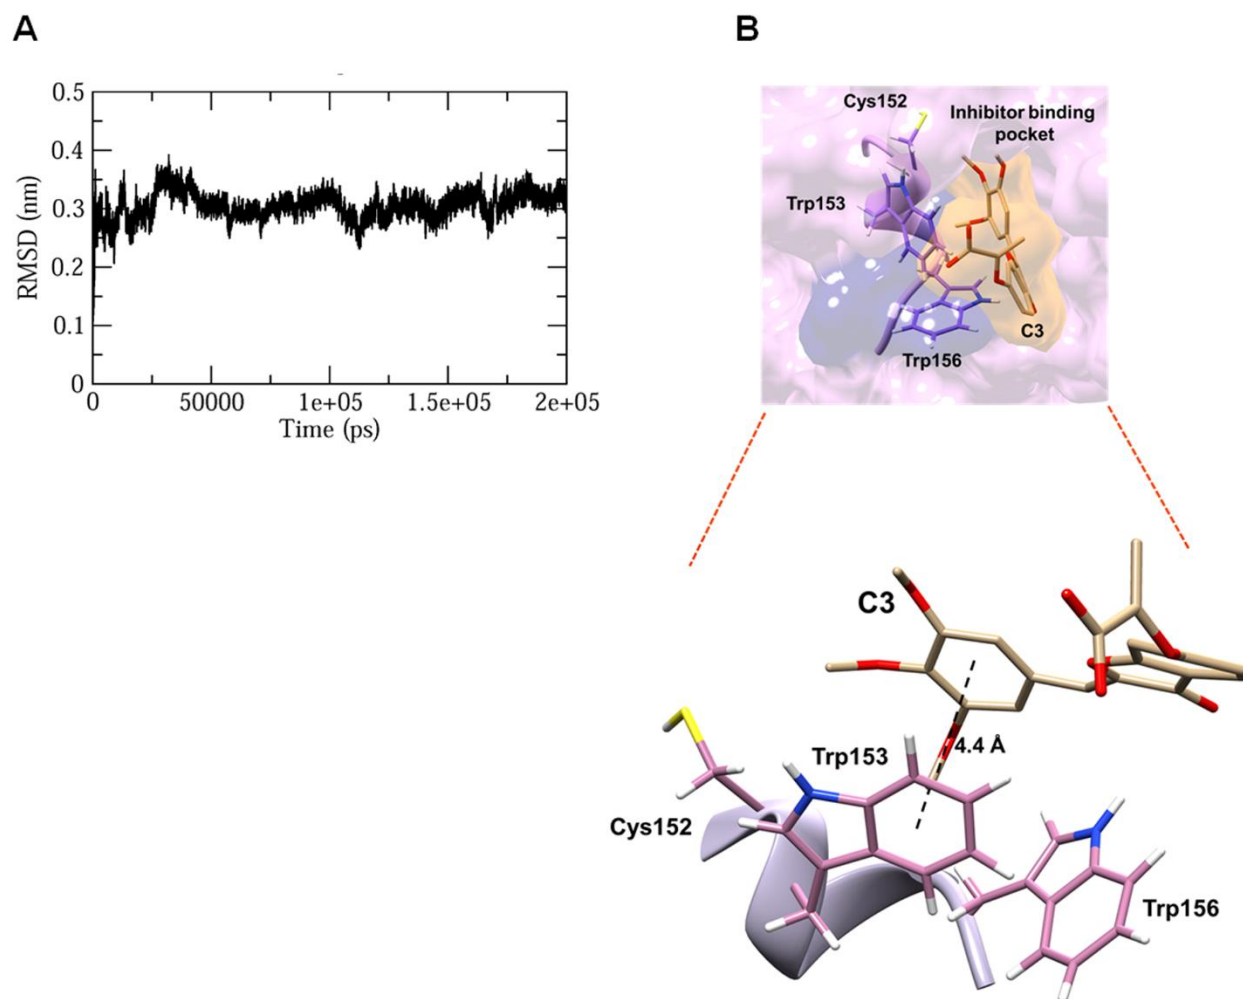 A
B
0.5
0.4
0.3
0.2
0.1
0
RMSD (nm)
0
50000
1e+05
1.5e+05
2e+05
Time (ps)
Cys152
Inhibitor binding
pocket
Trp153
C3
Trp156
C3
4.4 Å
Trp153
Cys152
Trp156